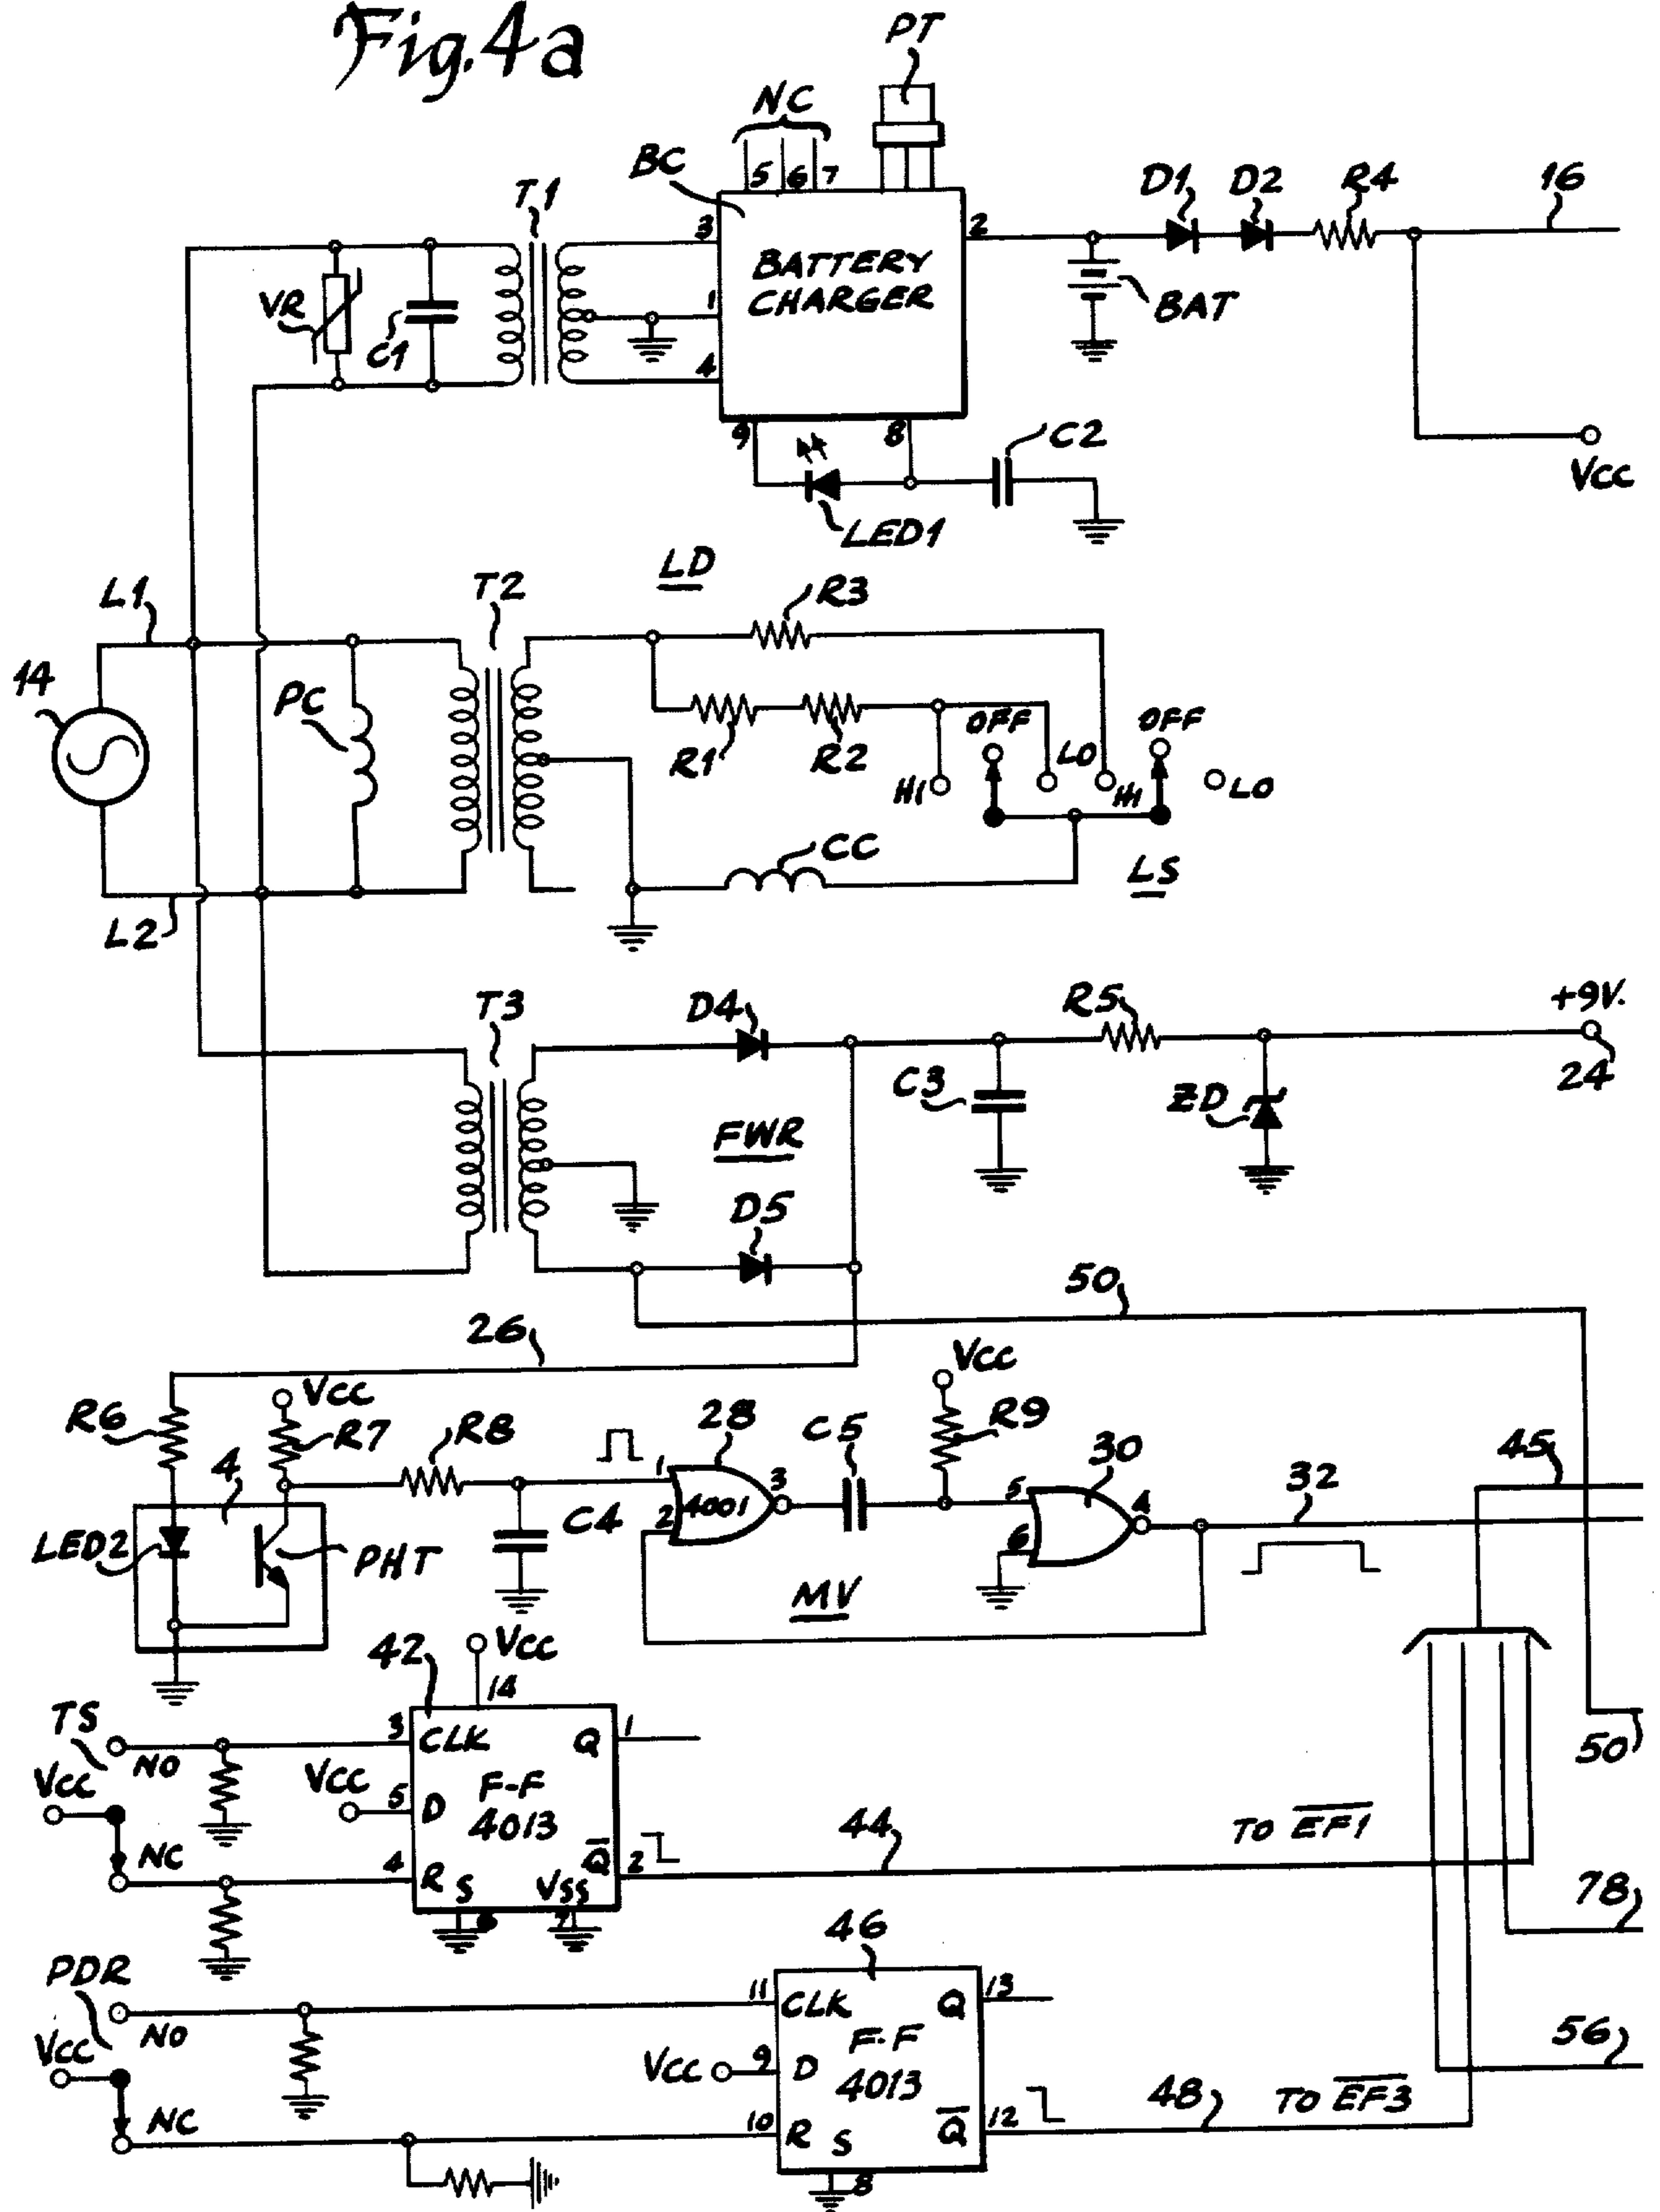 Fig.4a
PT
NC
BC
5 6 7
T1
D1 D2 R4 16
3
2
VR
C1
1
BATTERY
CHARGER
BAT
4
9
8
C2
VCC
LED1
LD
L1
T2
R3
14
PC
R1
R2
OFF
OFF
HI
LO
HI
LO
CC
LS
L2
T3
D4
R5
+9V.
24
C3
ZD
FWR
D5
50
26
VCC
VCC
R6
R7
R8
28
C5
R9
30
45
4
1
3
5
4
32
2
4001
6
C4
LED2
PHT
MV
42
VCC
14
TS
NO
3
CLK
Q
1
50
VCC
VCC
5
D
F-F
4013
44
TO EF1
NC
4
R
S
VSS
Q
2
6
7
78
46
PDR
NO
11
CLK
Q
13
VCC
VCC
9
D
F-F
4013
56
48
TO EF3
NC
10
R
S
Q
12
8